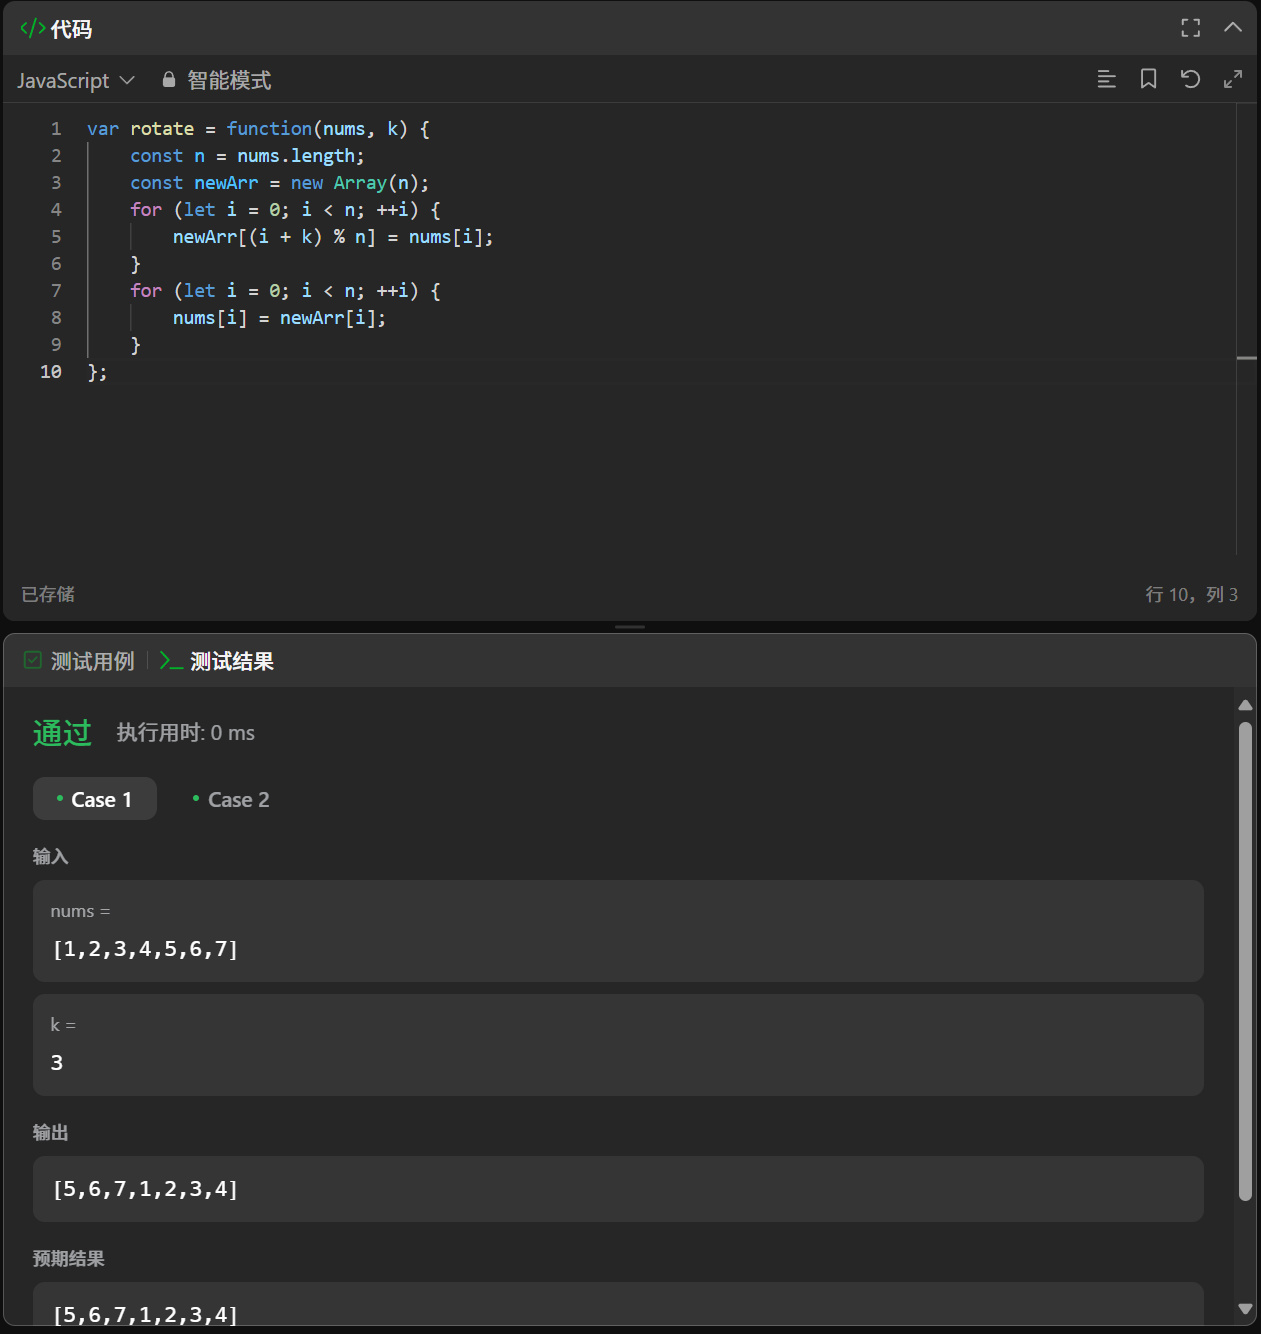 </> 代码
JavaScript 智能模式
1 var rotate = function(nums, k) {
2     const n = nums.length;
3     const newArr = new Array(n);
4     for (let i = 0; i < n; ++i) {
5         newArr[(i + k) % n] = nums[i];
6     }
7     for (let i = 0; i < n; ++i) {
8         nums[i] = newArr[i];
9     }
10 };
已存储 行 10，列 3
测试用例 | >_ 测试结果
通过 执行用时: 0 ms
• Case 1 • Case 2
输入
nums =
[1,2,3,4,5,6,7]
k =
3
输出
[5,6,7,1,2,3,4]
预期结果
[5,6,7,1,2,3,4]